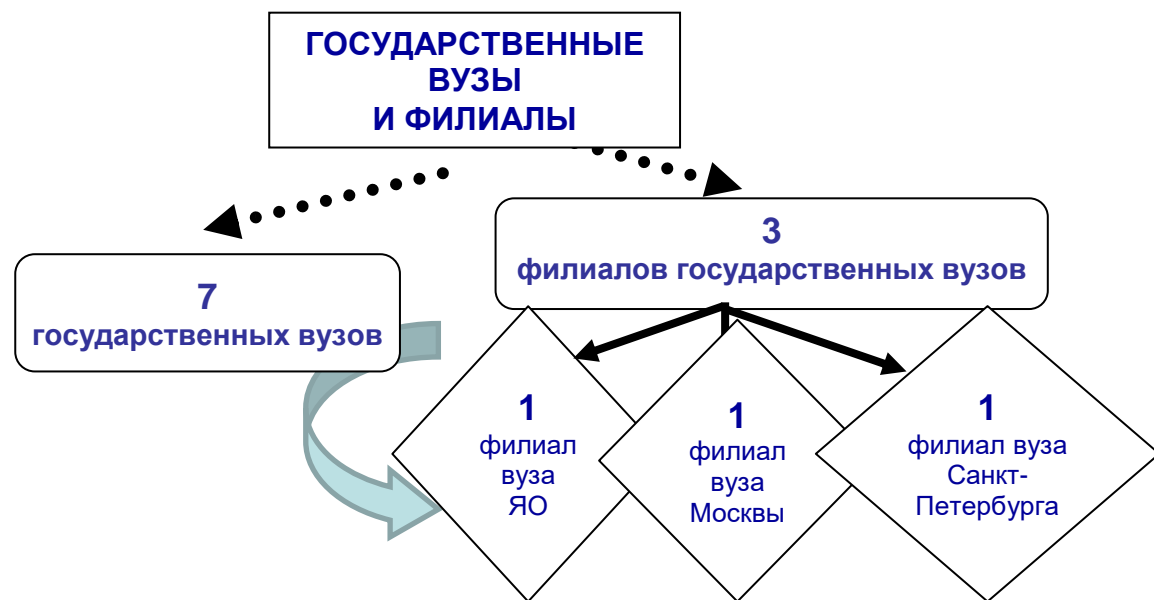 ГОСУДАРСТВЕННЫЕ
ВУЗЫ
И ФИЛИАЛЫ
7
государственных вузов
3
филиалов государственных вузов
1
филиал
вуза
ЯО
1
филиал
вуза
Москвы
1
филиал вуза
Санкт-
Петербурга